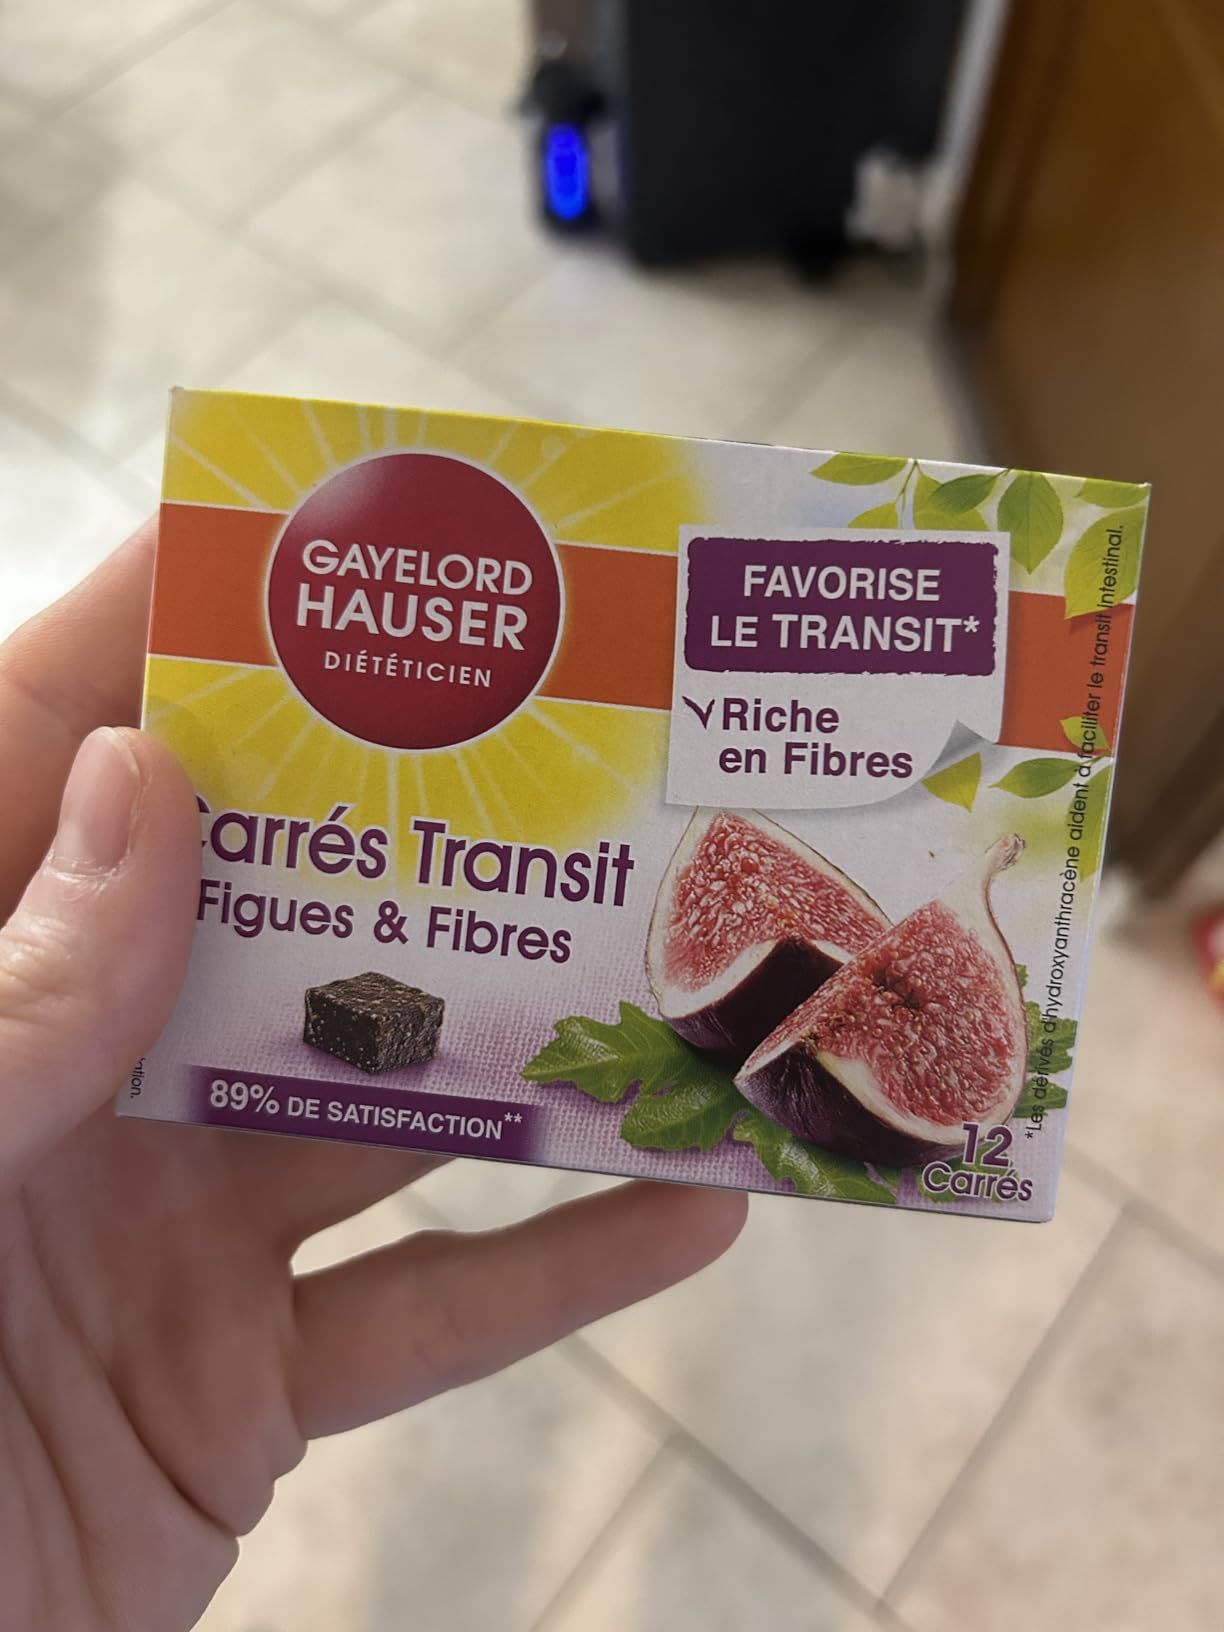 GAYELORD
HAUSER
DIÉTÉTICIEN
FAVORISE
LE TRANSIT*
Riche
en Fibres
Carrés Transit
Figues & Fibres
89% DE SATISFACTION**
12
Carrés
*Les dérivés d'hydroxyanthracène aident à faciliter le transit intestinal.